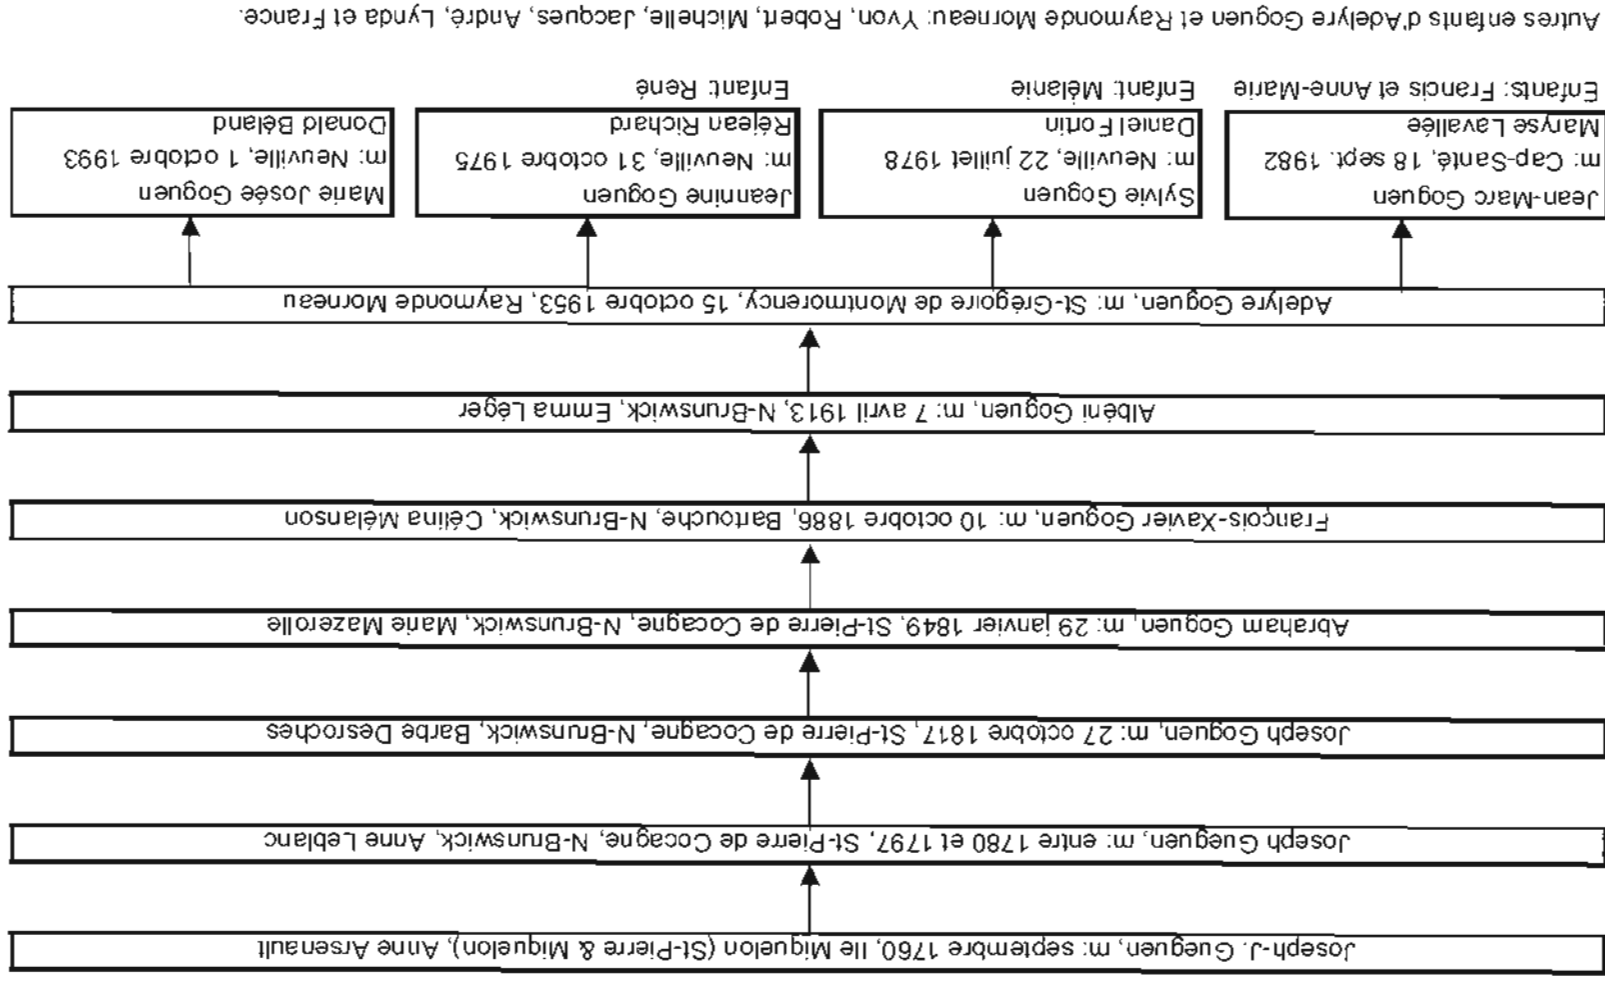 Joseph-J. Gueguen, m: septembre 1760, Ile Miquelon (St-Pierre & Miquelon), Anne Arsenault
Joseph Gueguen, m: entre 1780 et 1797, St-Pierre de Cocagne, N-Brunswick, Anne Leblanc
Joseph Goguen, m: 27 octobre 1817, St-Pierre de Cocagne, N-Brunswick, Barbe Desroches
Abraham Goguen, m: 29 janvier 1849, St-Pierre de Cocagne, N-Brunswick, Marie Mazerolle
François-Xavier Goguen, m: 10 octobre 1886, Bartouche, N-Brunswick, Célina Mélanson
Albéni Goguen, m: 7 avril 1913, N-Brunswick, Emma Léger
Adelyre Goguen, m: St-Grégoire de Montmorency, 15 octobre 1953, Raymonde Morneau
Jean-Marc Goguen
m: Cap-Santé, 18 sept. 1982
Maryse Lavallée
Enfants: Francis et Anne-Marie
Sylvie Goguen
m: Neuville, 22 juillet 1978
Daniel Fortin
Enfant: Mélanie
Jeannine Goguen
m: Neuville, 31 octobre 1975
Réjean Richard
Enfant: René
Marie Josée Goguen
m: Neuville, 1 octobre 1993
Donald Béland
Autres enfants d'Adelyre Goguen et Raymonde Morneau: Yvon, Robert, Michelle, Jacques, André, Lynda et France.